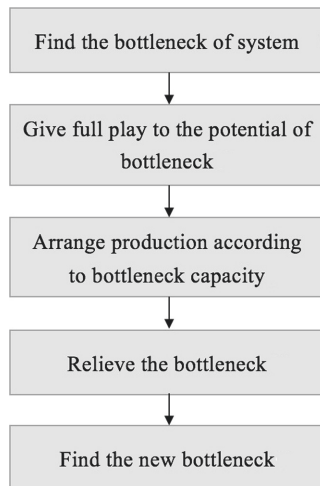 Find the bottleneck of system
Give full play to the potential of
bottleneck
Arrange production according
to bottleneck capacity
Relieve the bottleneck
Find the new bottleneck